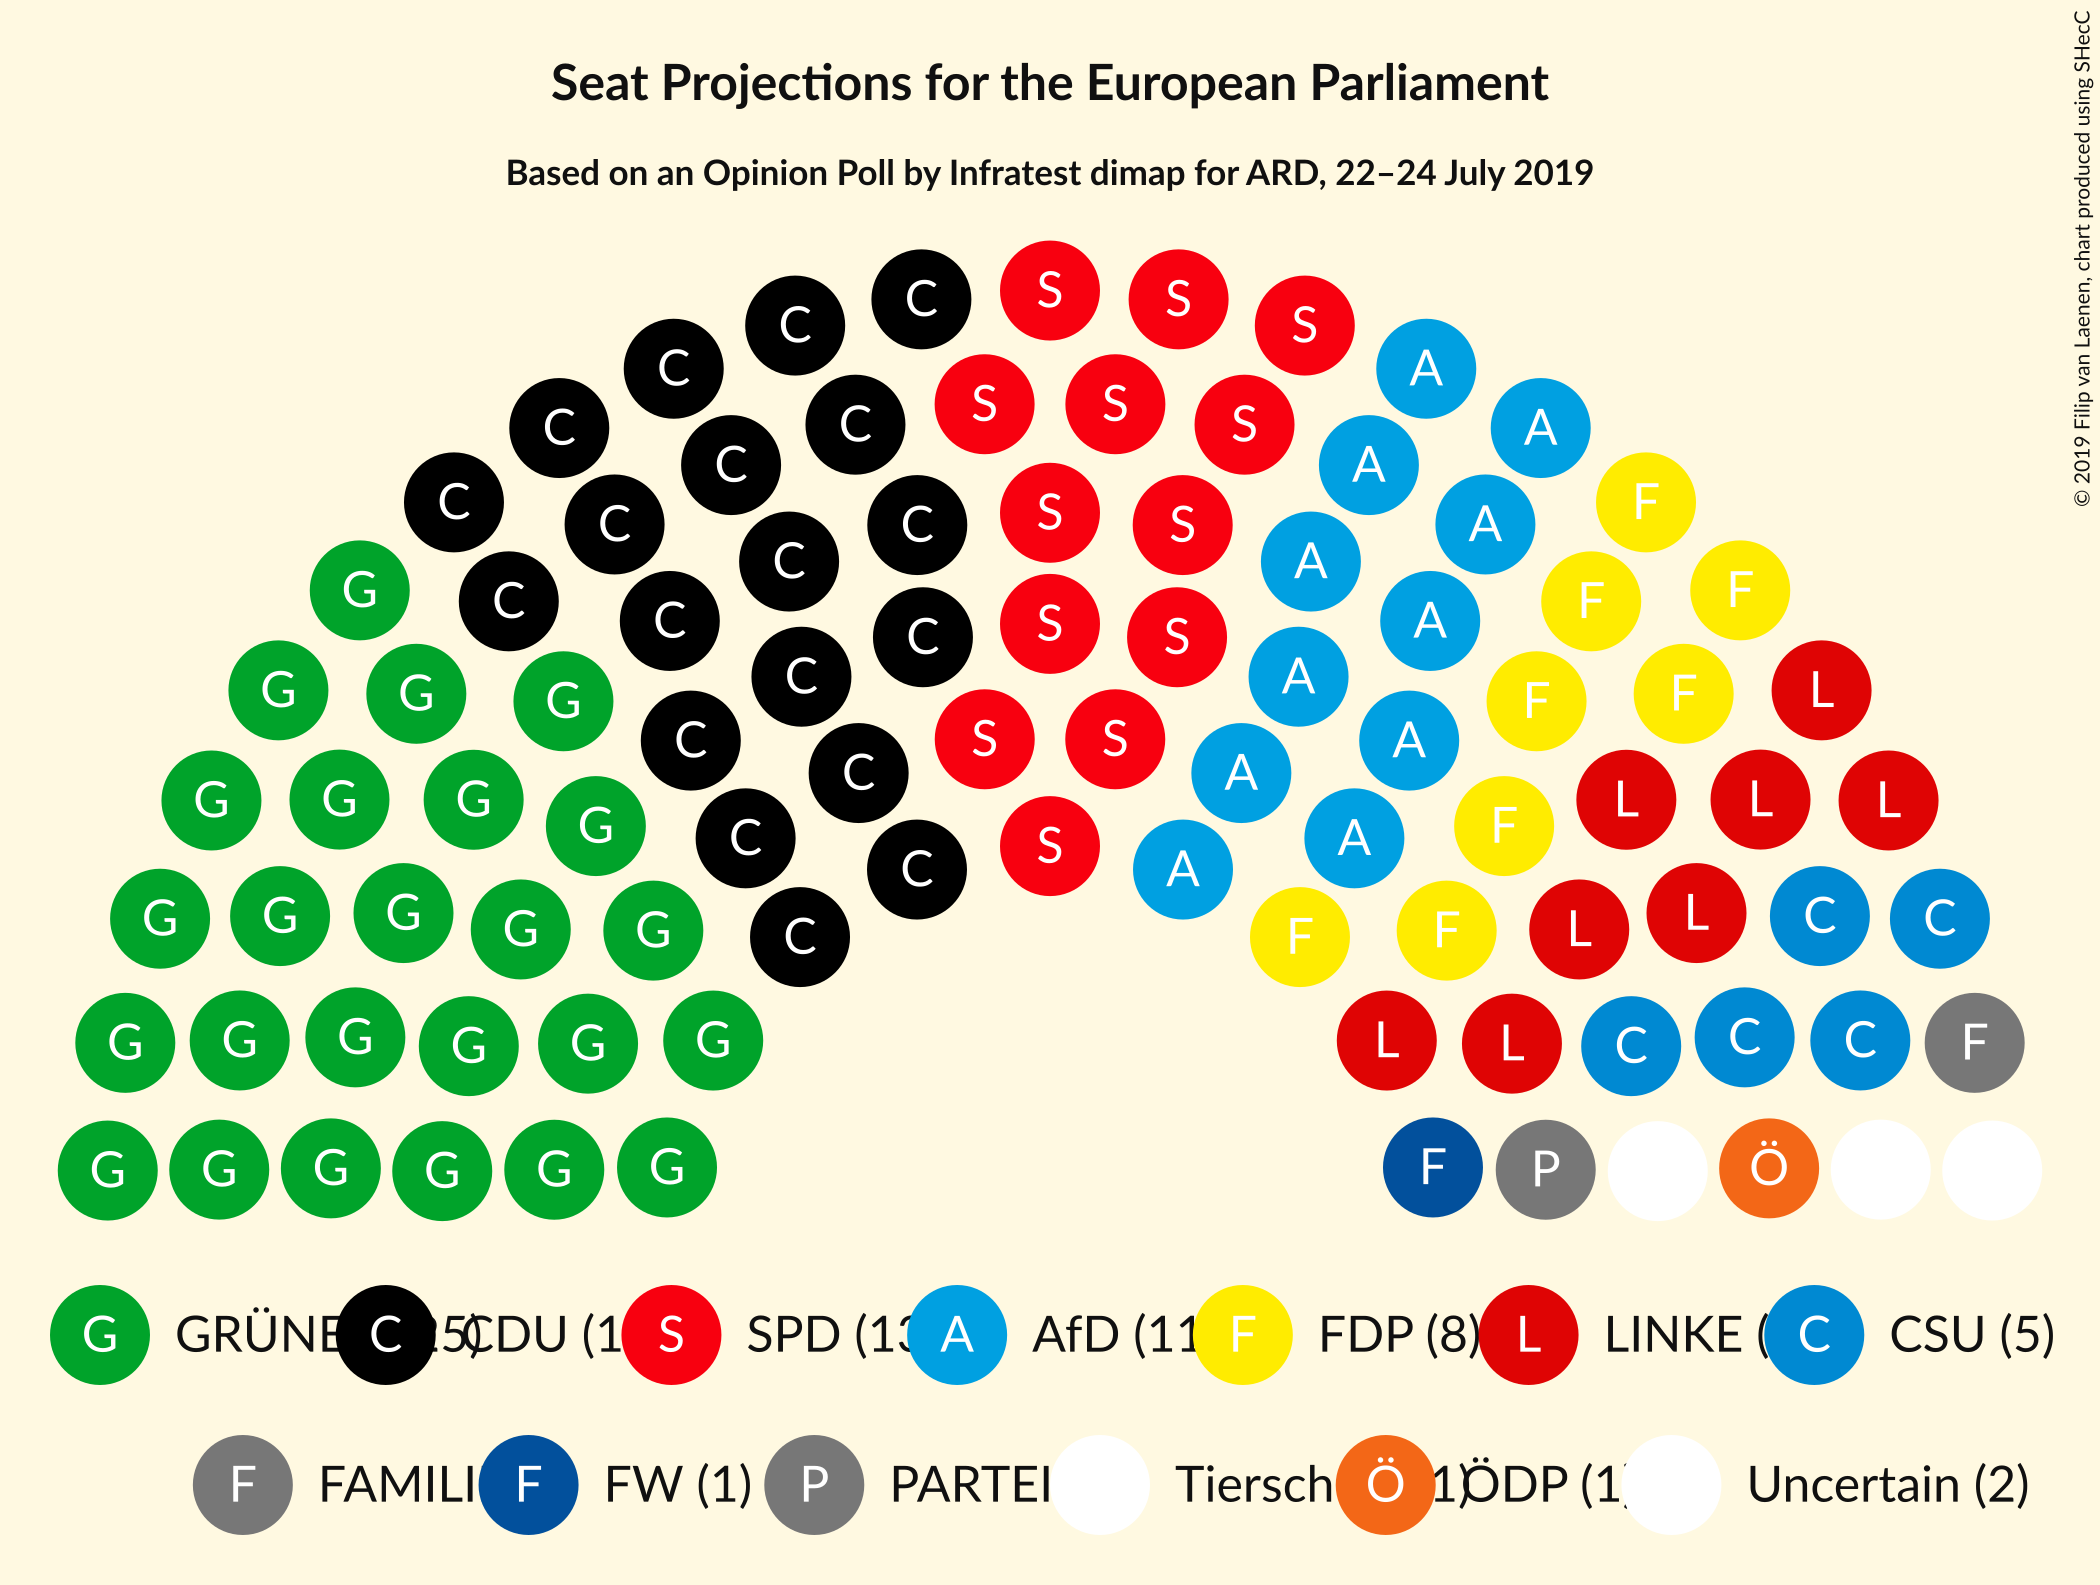 Seat Projections for the European Parliament
Based on an Opinion Poll by Infratest dimap for ARD, 22–24 July 2019
© 2019 Filip van Laenen, chart produced using SHecC
C S S
C S
C A
S S
C C S A
C A
C F
C C S S A A
G C C A F F
C C S S A A
G G G C S S A F F L
G G G G C C A A F L L L
C S
G G G G G C C A F F L L C C
G G G G G G L L C C C F
G G G G G G F P Ö
G GRÜNE 5) C CDU (1 S SPD (13 A AfD (11 F FDP (8) L LINKE ( C CSU (5)
F FAMILI F FW (1) P PARTEI Tiersch Ö 1) ÖDP (1) Uncertain (2)